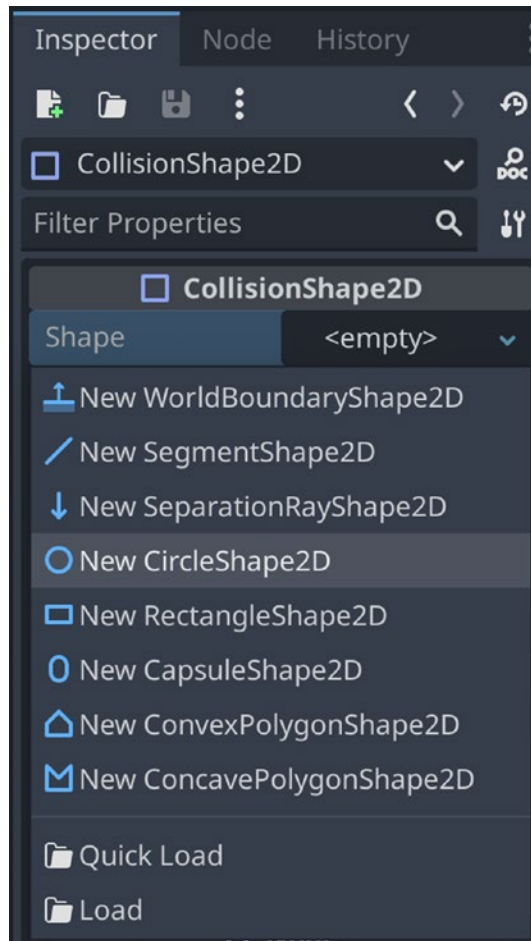 Inspector Node History
CollisionShape2D
DOC
Filter Properties
CollisionShape2D
Shape <empty>
New WorldBoundaryShape2D
New SegmentShape2D
New SeparationRayShape2D
New CircleShape2D
New RectangleShape2D
New CapsuleShape2D
New ConvexPolygonShape2D
New ConcavePolygonShape2D
Quick Load
Load